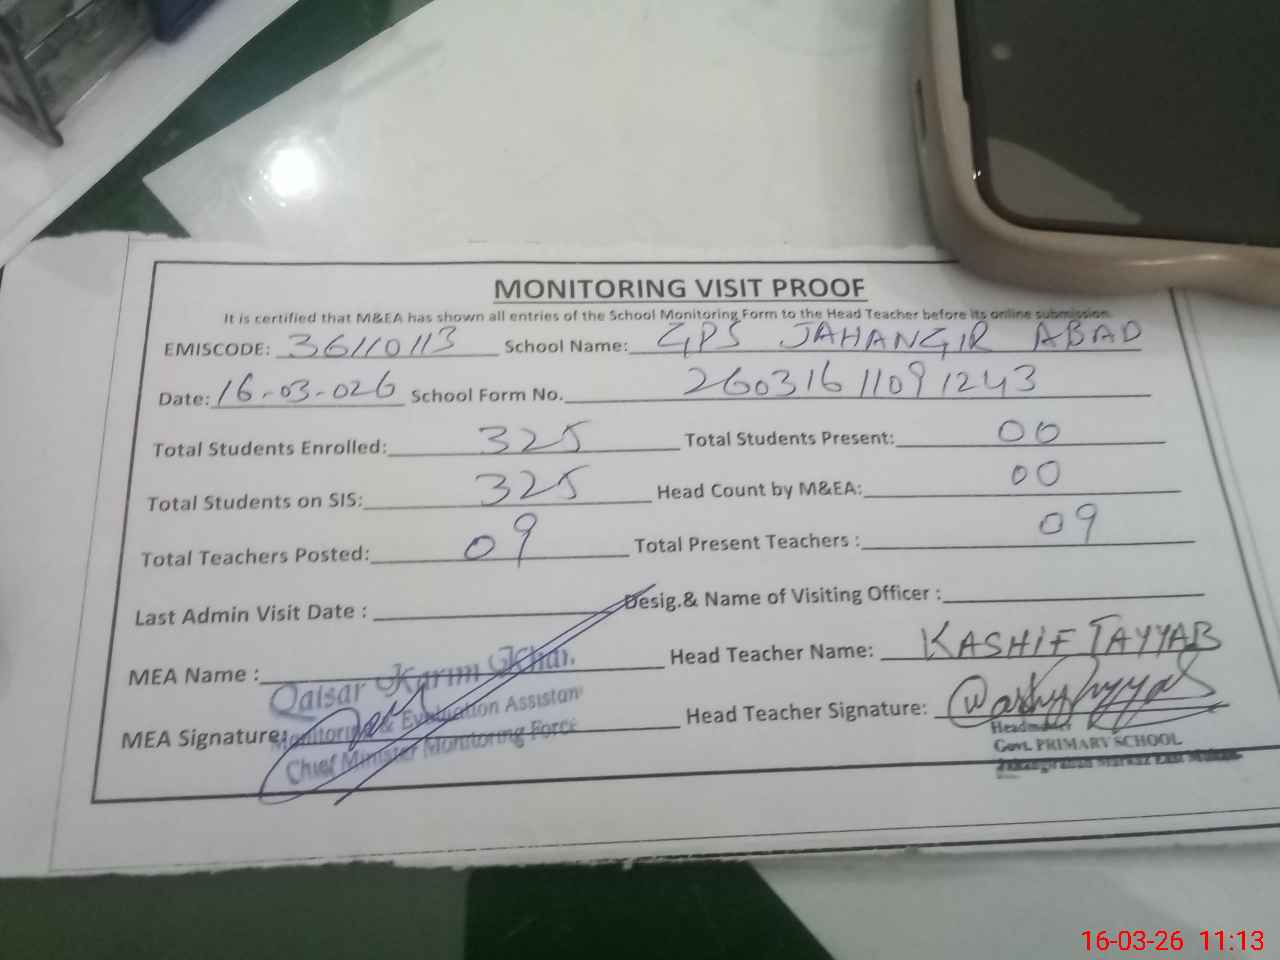 MONITORING VISIT PROOF
It is certified that M&EA has shown all entries of the School Monitoring Form to the Head Teacher before its online submission.
EMISCODE: 36110113 School Name: GPS JAHANGIR ABAD
Date: 16-03-026 School Form No. 26031611091243
Total Students Enrolled: 325 Total Students Present: 00
Total Students on SIS: 325 Head Count by M&EA: 00
Total Teachers Posted: 09 Total Present Teachers : 09
Last Admin Visit Date : Desig.& Name of Visiting Officer :
MEA Name : Head Teacher Name: KASHIF TAYYAB
Qaisar Karim Khan
MEA Signature: Head Teacher Signature:
Monitoring & Evaluation Assistan
Chief Minister Monitoring Force
Headmaster
Govt. PRIMARY SCHOOL
16-03-26 11:13